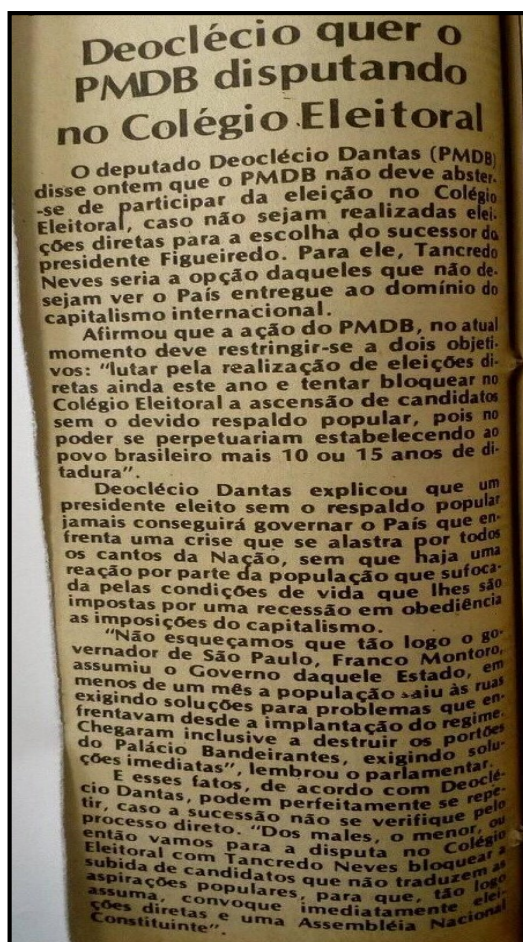 Deoclécio quer o
PMDB disputando
no Colégio Eleitoral
O deputado Deoclécio Dantas (PMDB)
disse ontem que o PMDB não deve abster-
-se de participar da eleição no Colégio
Eleitoral, caso não sejam realizadas elei-
ções diretas para a escolha do sucessor do
presidente Figueiredo. Para ele, Tancredo
Neves seria a opção daqueles que não de-
sejam ver o País entregue ao domínio do
capitalismo internacional.
Afirmou que a ação do PMDB, no atual
momento deve restringir-se a dois objeti-
vos: "lutar pela realização de eleições di-
retas ainda este ano e tentar bloquear no
Colégio Eleitoral a ascensão de candidatos
sem o devido respaldo popular, pois no
poder se perpetuariam estabelecendo ao
povo brasileiro mais 10 ou 15 anos de di-
tadura".
Deoclécio Dantas explicou que um
presidente eleito sem o respaldo popular
jamais conseguirá governar o País que en-
frenta uma crise que se alastra por todos
os cantos da Nação, sem que haja uma
reação por parte da população que sufoca-
da pelas condições de vida que lhes são
impostas por uma recessão em obediência
as imposições do capitalismo.
"Não esqueçamos que tão logo o go-
vernador de São Paulo, Franco Montoro,
assumiu o Governo daquele Estado, em
menos de um mês a população saiu às ruas
exigindo soluções para problemas que en-
frentavam desde a implantação do regime.
Chegaram inclusive a destruir os portões
do Palácio Bandeirantes, exigindo solu-
ções imediatas", lembrou o parlamentar.
E esses fatos, de acordo com Deoclé-
cio Dantas, podem perfeitamente se repe-
tir, caso a sucessão não se verifique pelo
processo direto. "Dos males, o menor, ou
então vamos para a disputa no Colégio
Eleitoral com Tancredo Neves bloquear a
subida de candidatos que não traduzem as
aspirações populares, para que, tão logo
assuma, convoque imediatamente elei-
ções diretas e uma Assembléia Nacional
Constituinte".